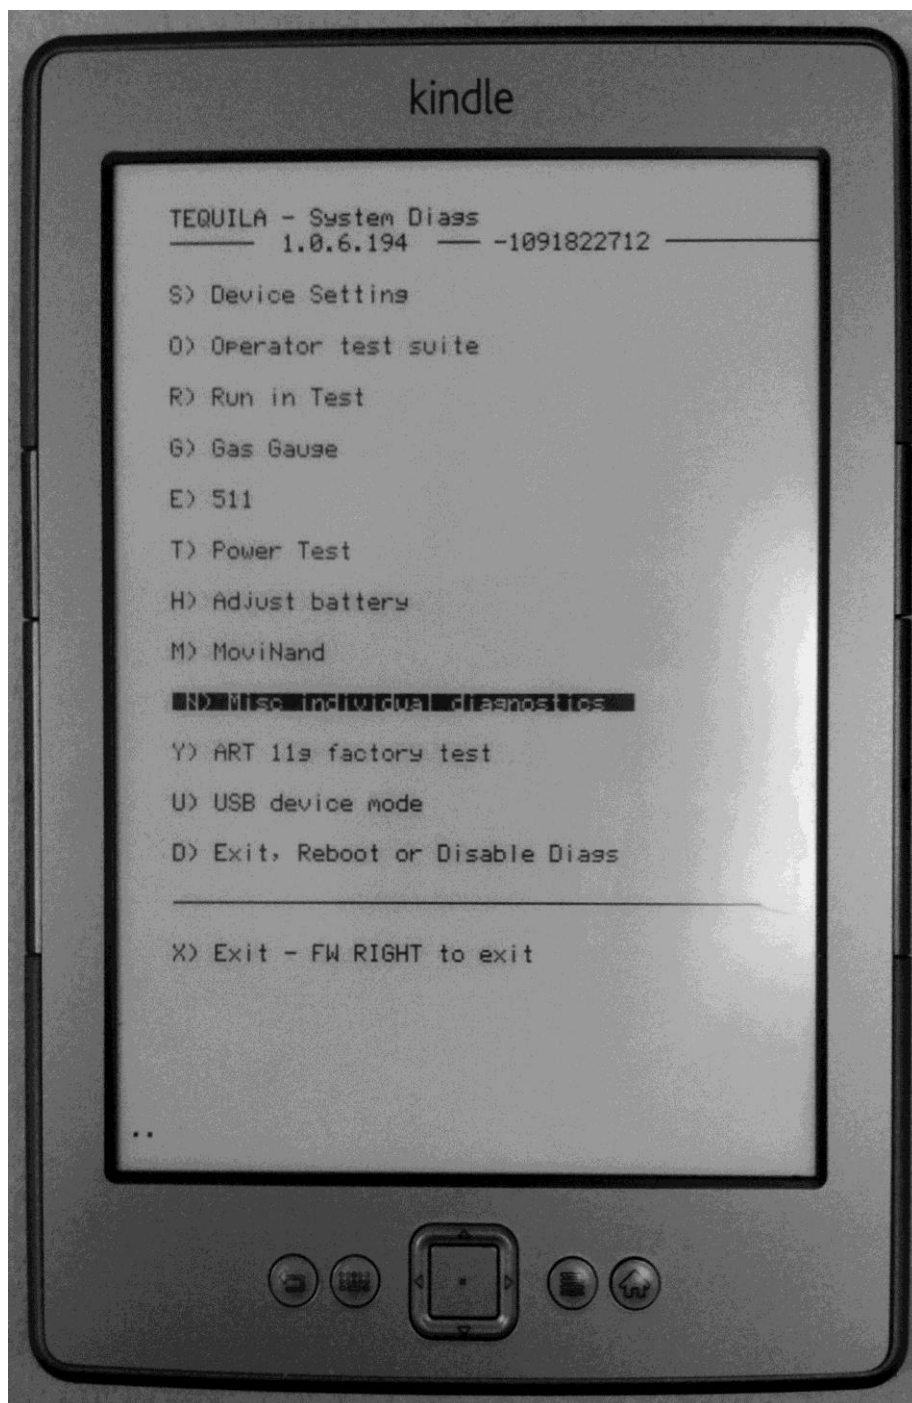 kindle
TEQUILA - System Diags
1.0.6.194 -1091822712
S) Device Setting
O) Operator test suite
R) Run in Test
G) Gas Gauge
E) 511
T) Power Test
H) Adjust battery
M) MoviNand
N) Misc individual diagnostics
Y) ART 11g factory test
U) USB device mode
D) Exit, Reboot or Disable Diags
X) Exit - FW RIGHT to exit
..